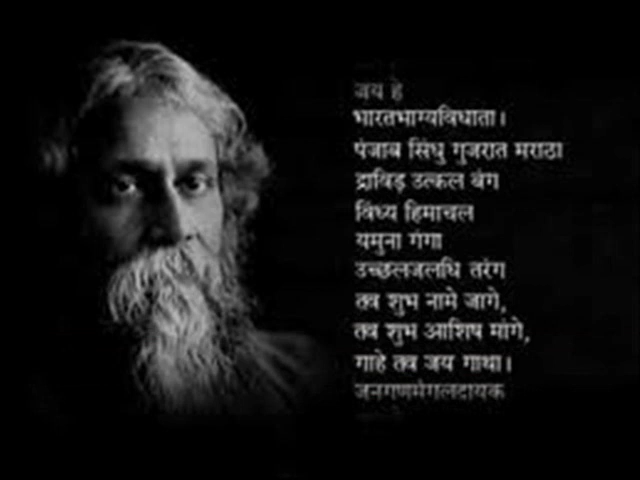 जय हे
भारतभाग्यविधाता।
पंजाब सिंधु गुजरात मराठा
द्राविड़ उत्कल बंग
विंध्य हिमाचल
यमुना गंगा
उच्छलजलधि तरंग
तव शुभ नामे जागे,
तव शुभ आशिष मांगे,
गाहे तव जय गाथा।
जनगणमंगलदायक